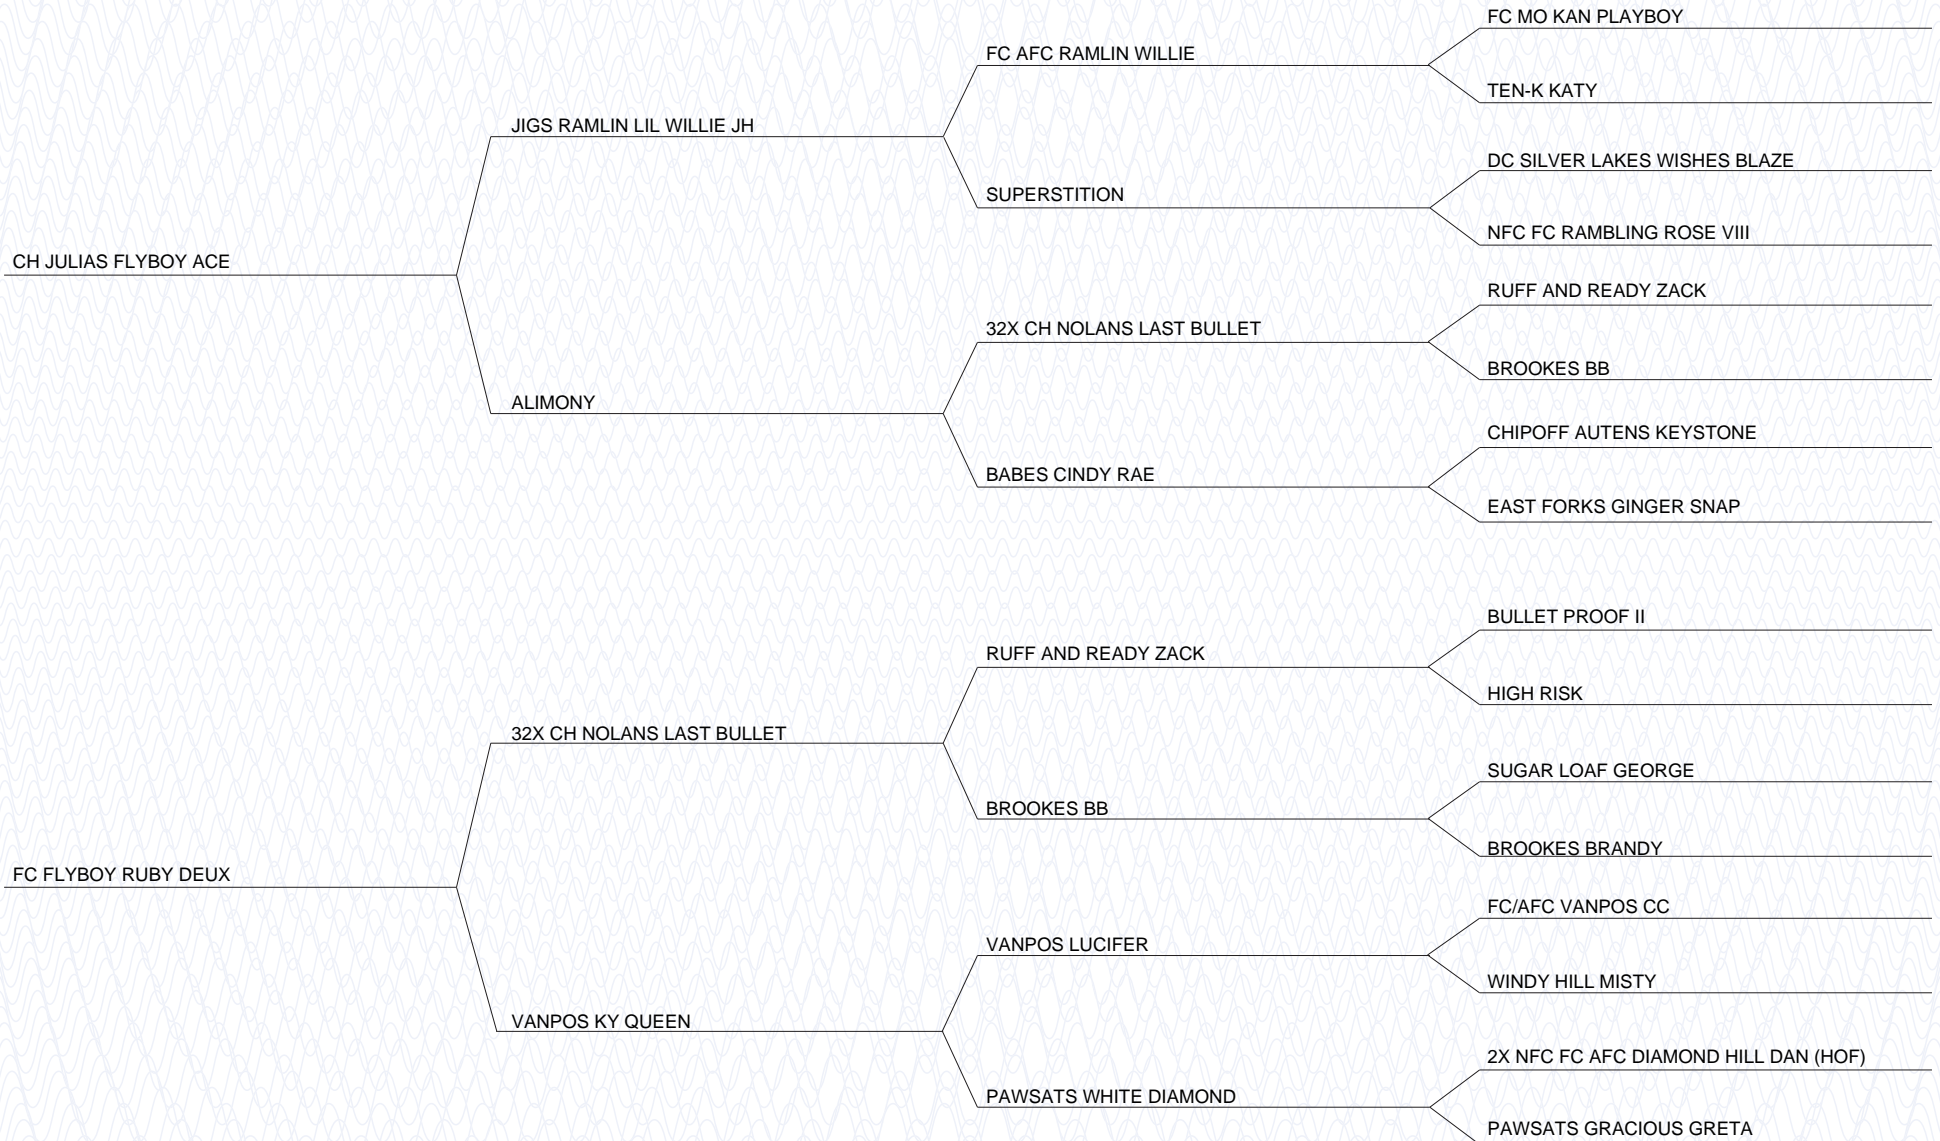 FC MO KAN PLAYBOY
FC AFC RAMLIN WILLIE
TEN-K KATY
JIGS RAMLIN LIL WILLIE JH
DC SILVER LAKES WISHES BLAZE
SUPERSTITION
NFC FC RAMBLING ROSE VIII
CH JULIAS FLYBOY ACE
RUFF AND READY ZACK
32X CH NOLANS LAST BULLET
BROOKES BB
ALIMONY
CHIPOFF AUTENS KEYSTONE
BABES CINDY RAE
EAST FORKS GINGER SNAP
BULLET PROOF II
RUFF AND READY ZACK
HIGH RISK
32X CH NOLANS LAST BULLET
SUGAR LOAF GEORGE
BROOKES BB
BROOKES BRANDY
FC FLYBOY RUBY DEUX
FC/AFC VANPOS CC
VANPOS LUCIFER
WINDY HILL MISTY
VANPOS KY QUEEN
2X NFC FC AFC DIAMOND HILL DAN (HOF)
PAWSATS WHITE DIAMOND
PAWSATS GRACIOUS GRETA